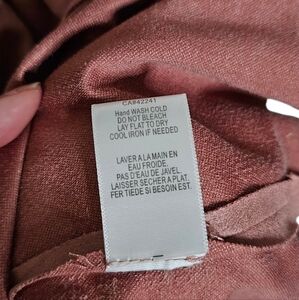 CA#42241
Hand WASH COLD
DO NOT BLEACH
LAY FLAT TO DRY
COOL IRON IF NEEDED
LAVER A LA MAIN EN
EAU FROIDE.
PAS D'EAU DE JAVEL.
LAISSER SECHER A PLAT.
FER TIEDE SI BESOIN EST.